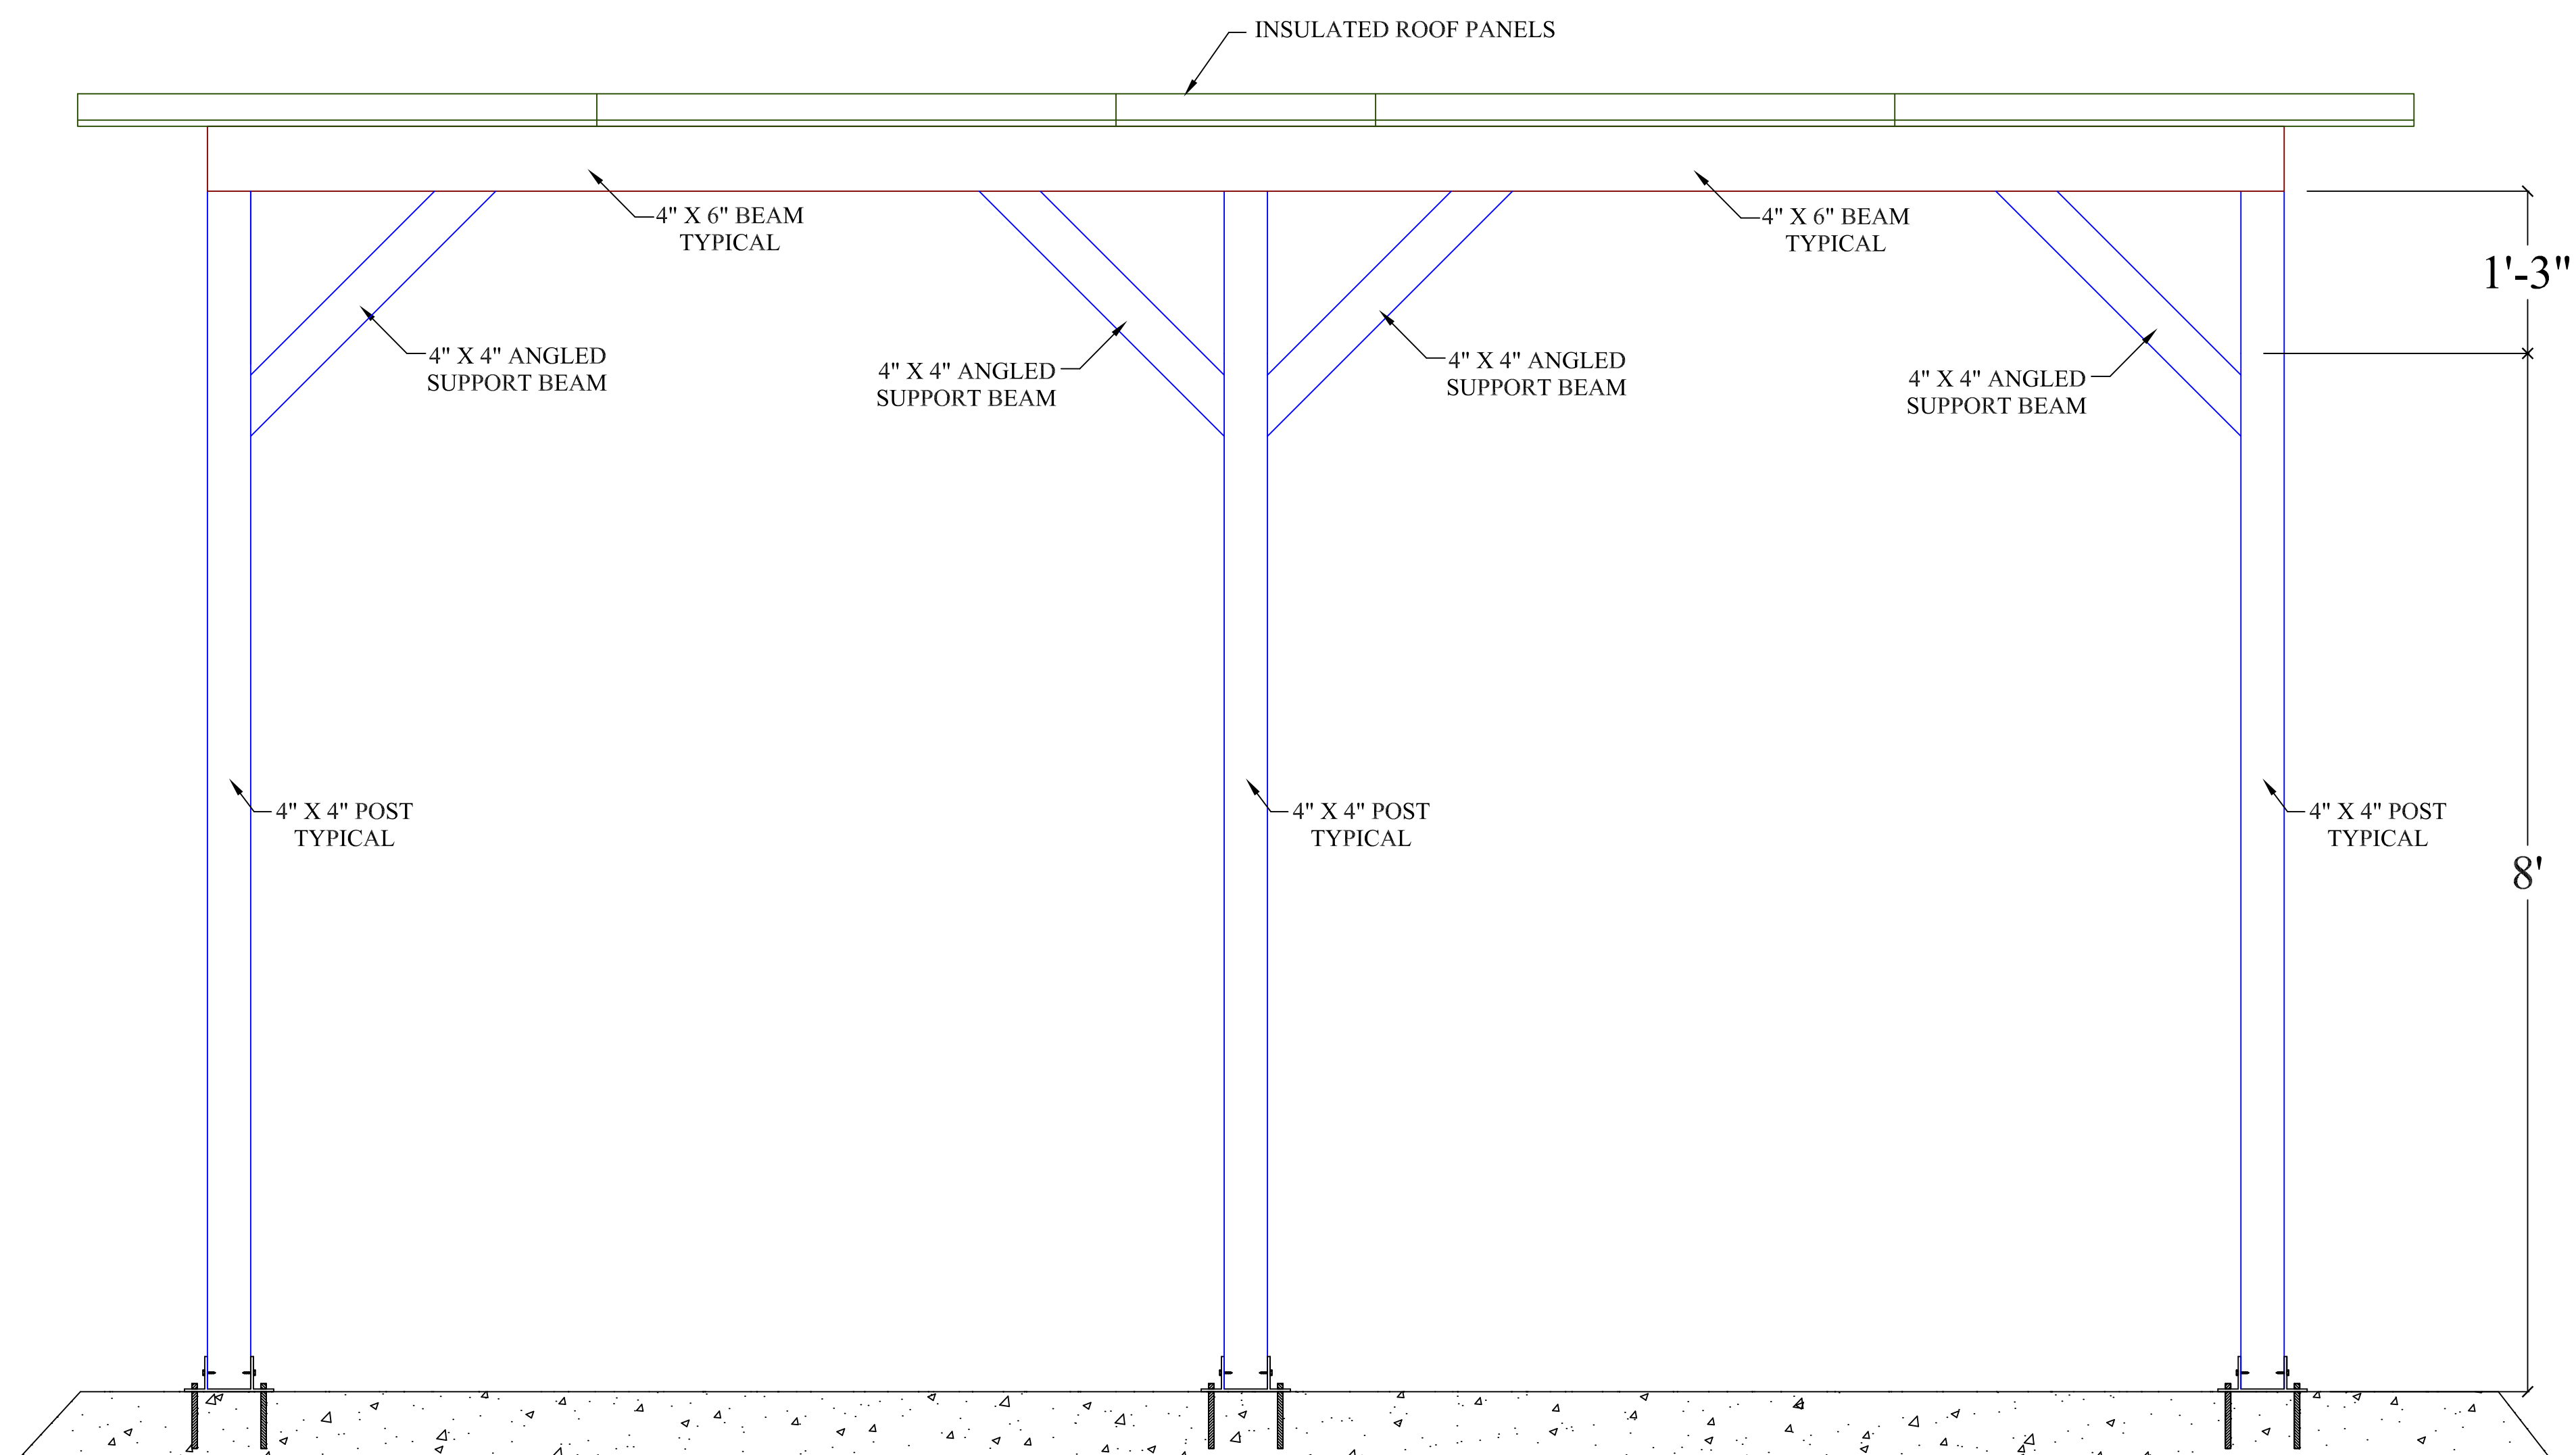 INSULATED ROOF PANELS
4" X 6" BEAM
TYPICAL
4" X 6" BEAM
TYPICAL
1'-3"
4" X 4" ANGLED
SUPPORT BEAM
4" X 4" ANGLED
SUPPORT BEAM
4" X 4" ANGLED
SUPPORT BEAM
4" X 4" ANGLED
SUPPORT BEAM
4" X 4" POST
TYPICAL
4" X 4" POST
TYPICAL
4" X 4" POST
TYPICAL
8'